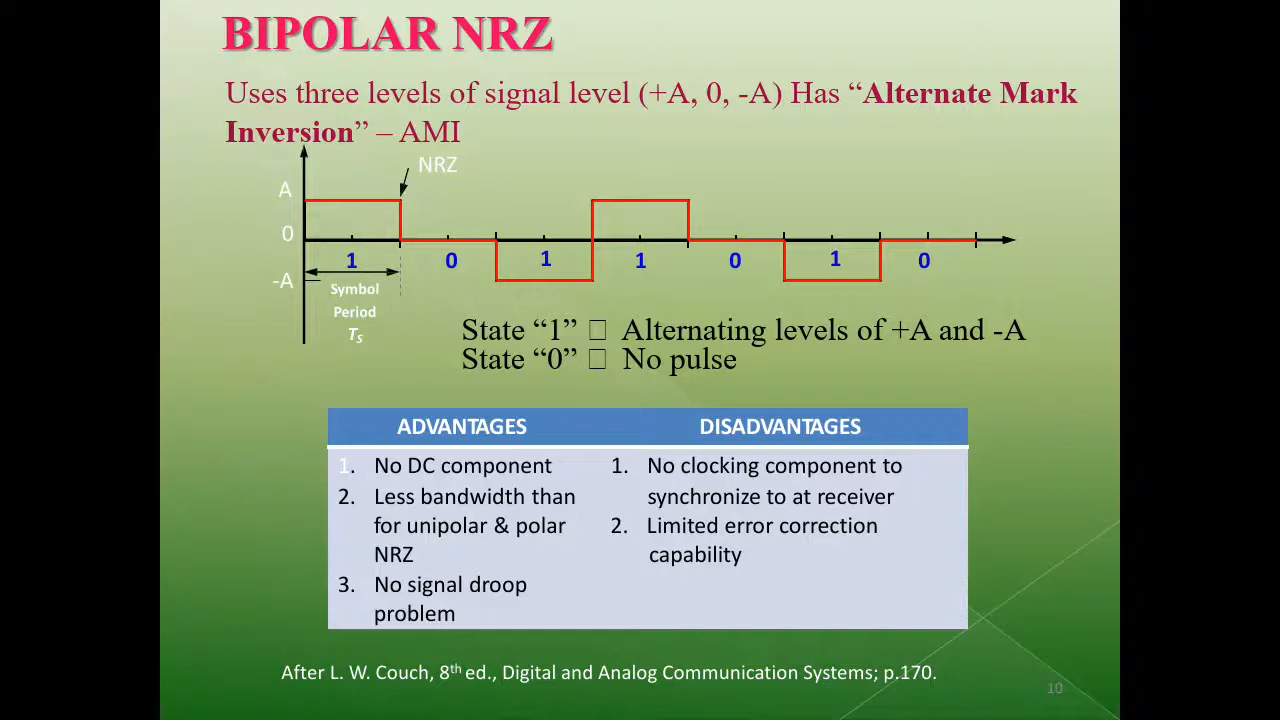 BIPOLAR NRZ
Uses three levels of signal level (+A, 0, -A) Has “Alternate Mark
Inversion” – AMI
NRZ
A
0
-A
1 0 1 1 0 1 0
Symbol
Period
TS
State “1” □ Alternating levels of +A and -A
State “0” □ No pulse
ADVANTAGES DISADVANTAGES
1. No DC component
2. Less bandwidth than
for unipolar & polar
NRZ
3. No signal droop
problem
1. No clocking component to
synchronize to at receiver
2. Limited error correction
capability
After L. W. Couch, 8th ed., Digital and Analog Communication Systems; p.170.
10